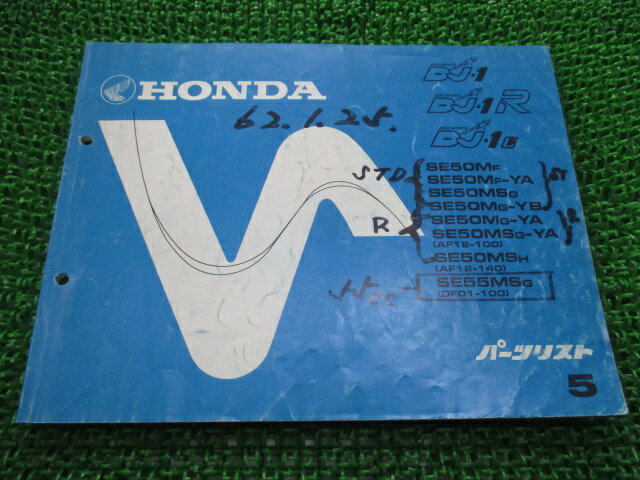 HONDA
DJ·1
DJ·1R
DJ·1L
62.1.25.
STD
R
SE50MF
SE50MF-YA
SE50MSG
SE50MG-YB
SE50MG-YA
SE50MSG-YA
(AF12-100)
SE50MSH
(AF12-140)
SE55MSG
(DF01-100)
パーツリスト
5